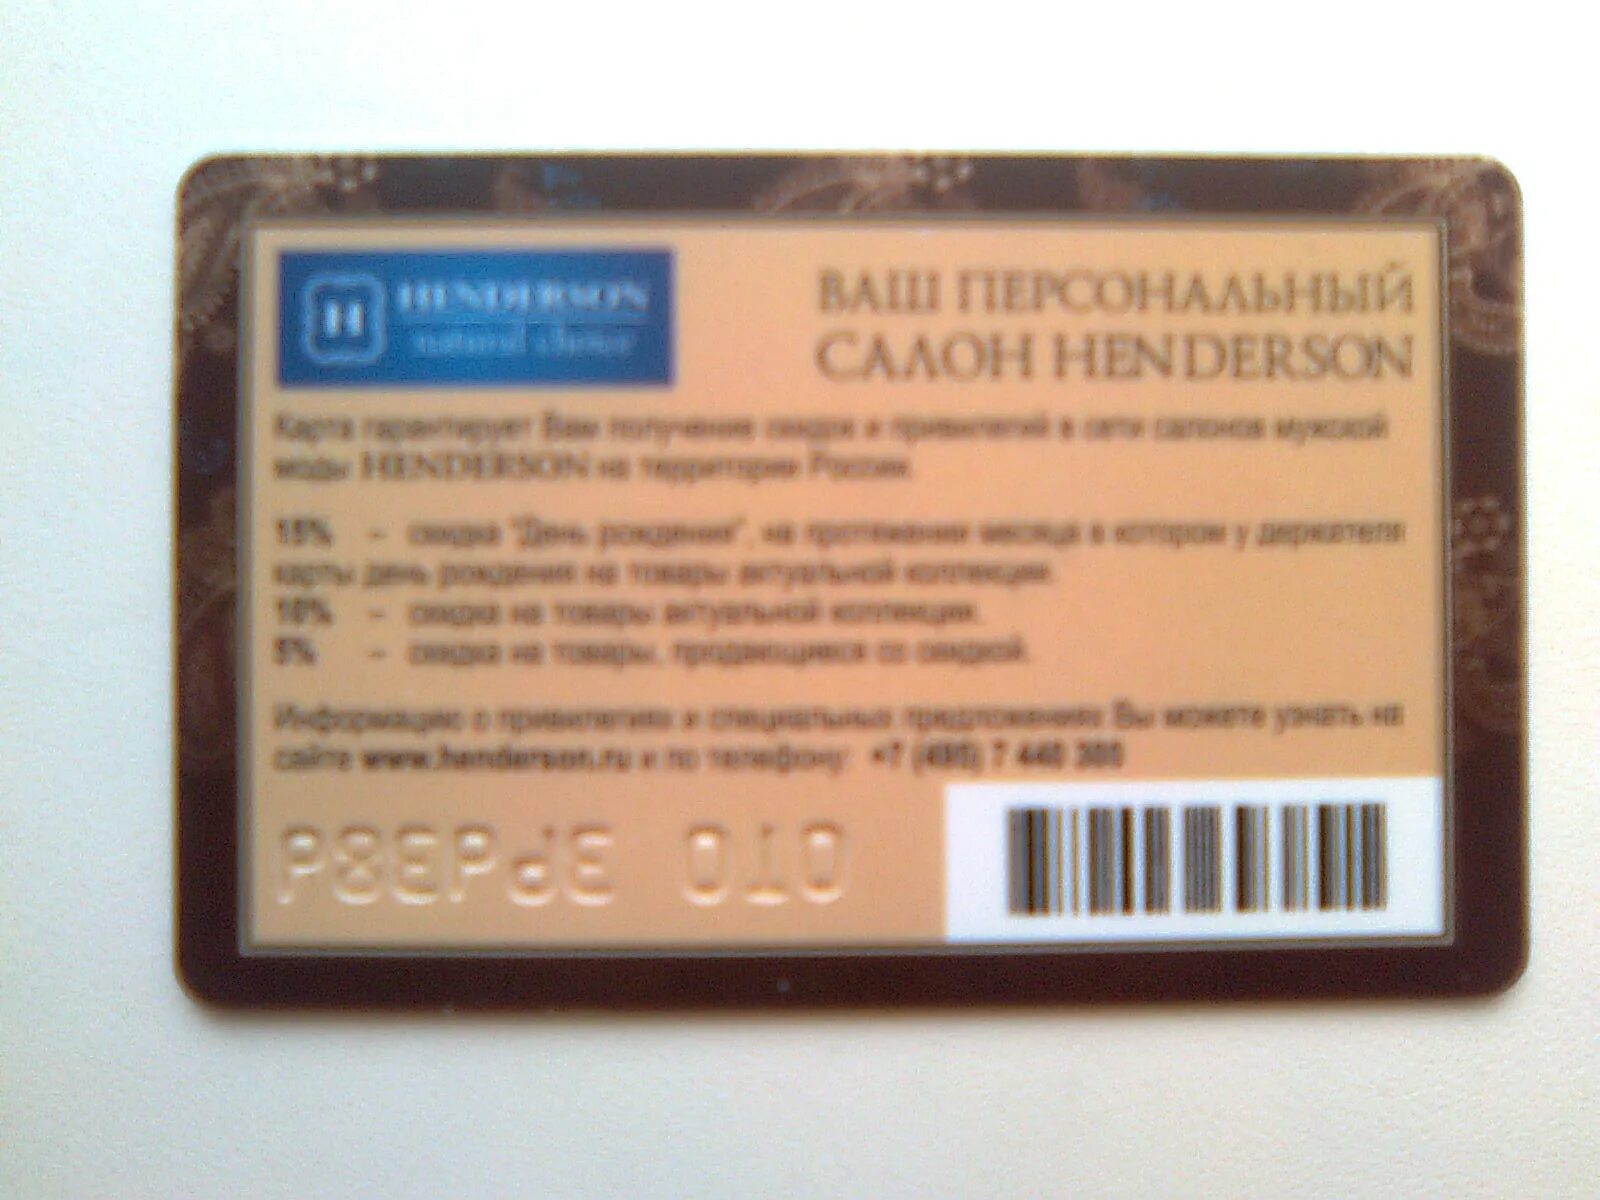 HENDERSON
natural choice
ВАШ ПЕРСОНАЛЬНЫЙ
САЛОН HENDERSON
Карта гарантирует Вам получение скидок и привилегий в сети салонов мужской
моды HENDERSON на территории России.
15% – скидка "День рождения", на протяжении месяца в котором у держателя
карты день рождения на товары актуальной коллекции.
10% – скидка на товары актуальной коллекции.
5% – скидка на товары, продающиеся со скидкой.
Информацию о привилегиях и специальных предложениях Вы можете узнать на
сайте www.henderson.ru и по телефону: +7 (495) 7 440 380